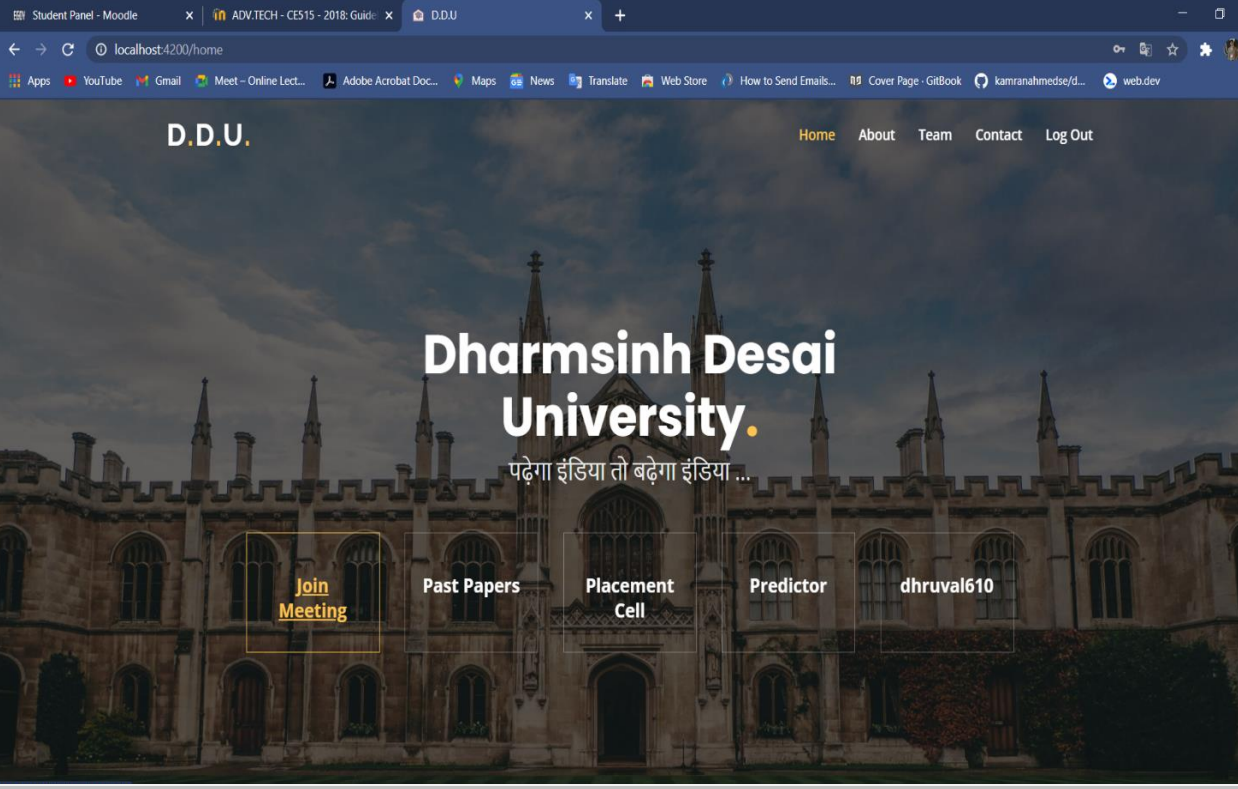 Student Panel - Moodle
ADV.TECH - CE515 - 2018: Guide
D.D.U
localhost:4200/home
Apps
YouTube
Gmail
Meet – Online Lect...
Adobe Acrobat Doc...
Maps
News
Translate
Web Store
How to Send Emails...
Cover Page · GitBook
kamranahmedse/d...
web.dev
D.D.U.
Home
About
Team
Contact
Log Out
Dharmsinh Desai
University.
पढ़ेगा इंडिया तो बढ़ेगा इंडिया ...
Join
Meeting
Past Papers
Placement
Cell
Predictor
dhruval610